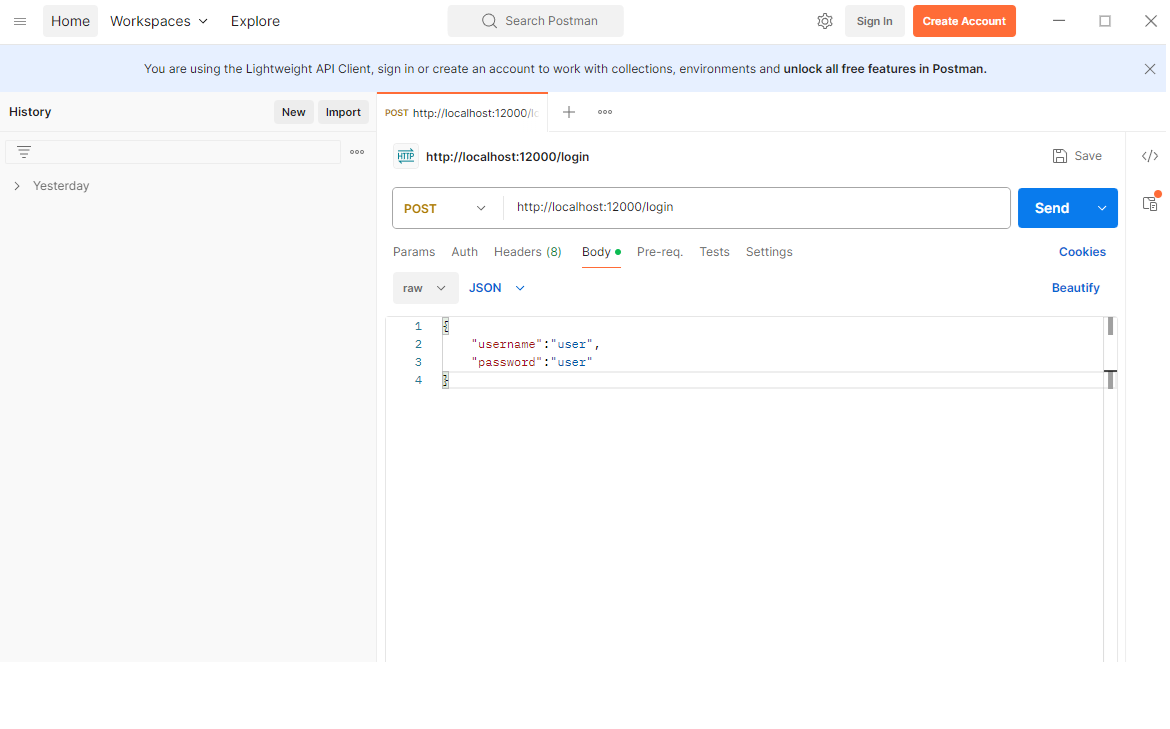 Home Workspaces Explore Search Postman Sign In Create Account
You are using the Lightweight API Client, sign in or create an account to work with collections, environments and unlock all free features in Postman.
History New Import
POST http://localhost:12000/lo
Yesterday
HTTP http://localhost:12000/login Save
POST http://localhost:12000/login Send
Params Auth Headers (8) Body Pre-req. Tests Settings Cookies
raw JSON Beautify
1 {
2 "username":"user",
3 "password":"user"
4 }